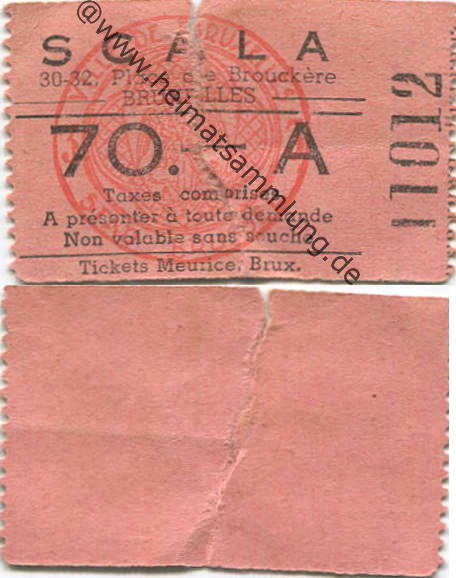 SCALA
30-32, Place de Brouckère
BRUXELLES
70.- A
Taxes comprises
A présenter à toute demande
Non valable sans souche
Tickets Meurice, Brux.
11012
@www.heimatsammlung.de